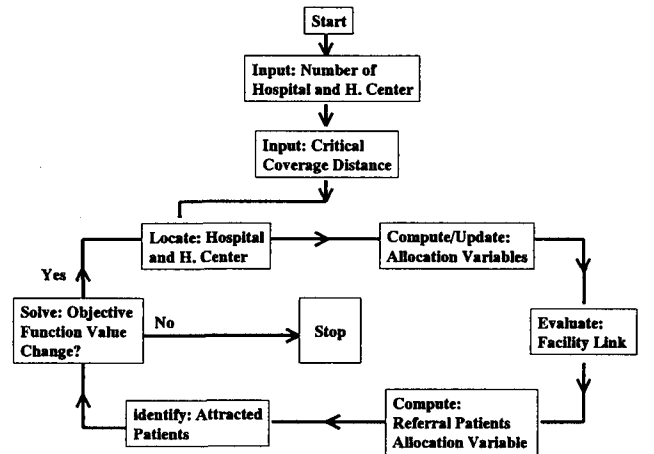 Start
Input: Number of
Hospital and H. Center
Input: Critical
Coverage Distance
Locate: Hospital
and H. Center
Compute/Update:
Allocation Variables
Yes
Solve: Objective
Function Value
Change?
No
Stop
Evaluate:
Facility Link
identify: Attracted
Patients
Compute:
Referral Patients
Allocation Variable